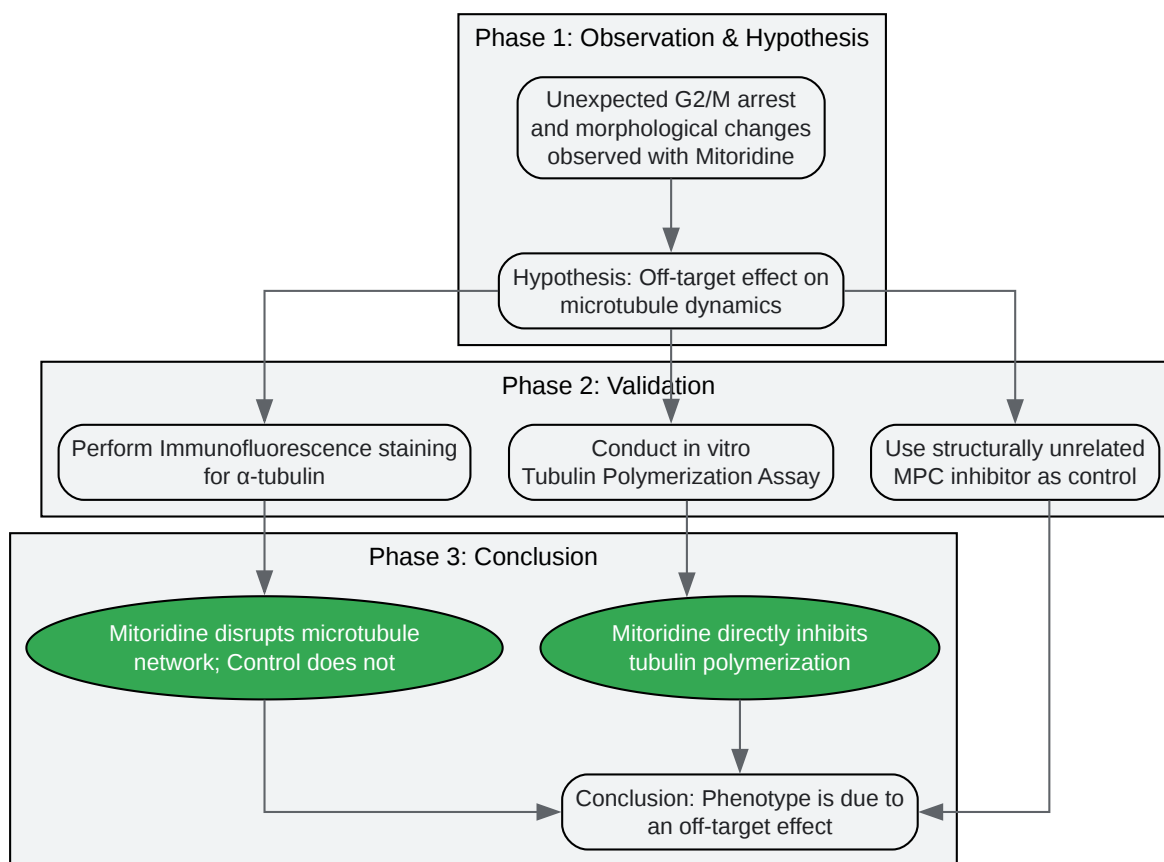 Phase 1: Observation & Hypothesis
Unexpected G2/M arrest
and morphological changes
observed with Mitoridine
Hypothesis: Off-target effect on
microtubule dynamics
Phase 2: Validation
Perform Immunofluorescence staining
for α-tubulin
Conduct in vitro
Tubulin Polymerization Assay
Use structurally unrelated
MPC inhibitor as control
Phase 3: Conclusion
Mitoridine disrupts microtubule
network; Control does not
Mitoridine directly inhibits
tubulin polymerization
Conclusion: Phenotype is due to
an off-target effect